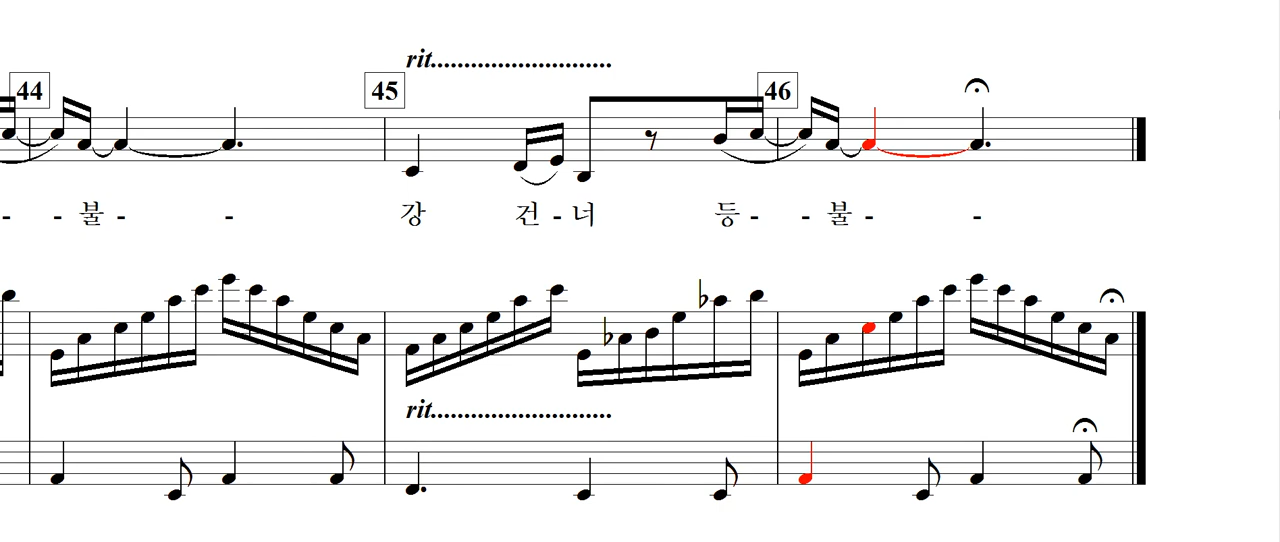 rit...........................
44 45 46
- - 불 - - 강 건 - 너 등 - - 불 - -
rit...........................